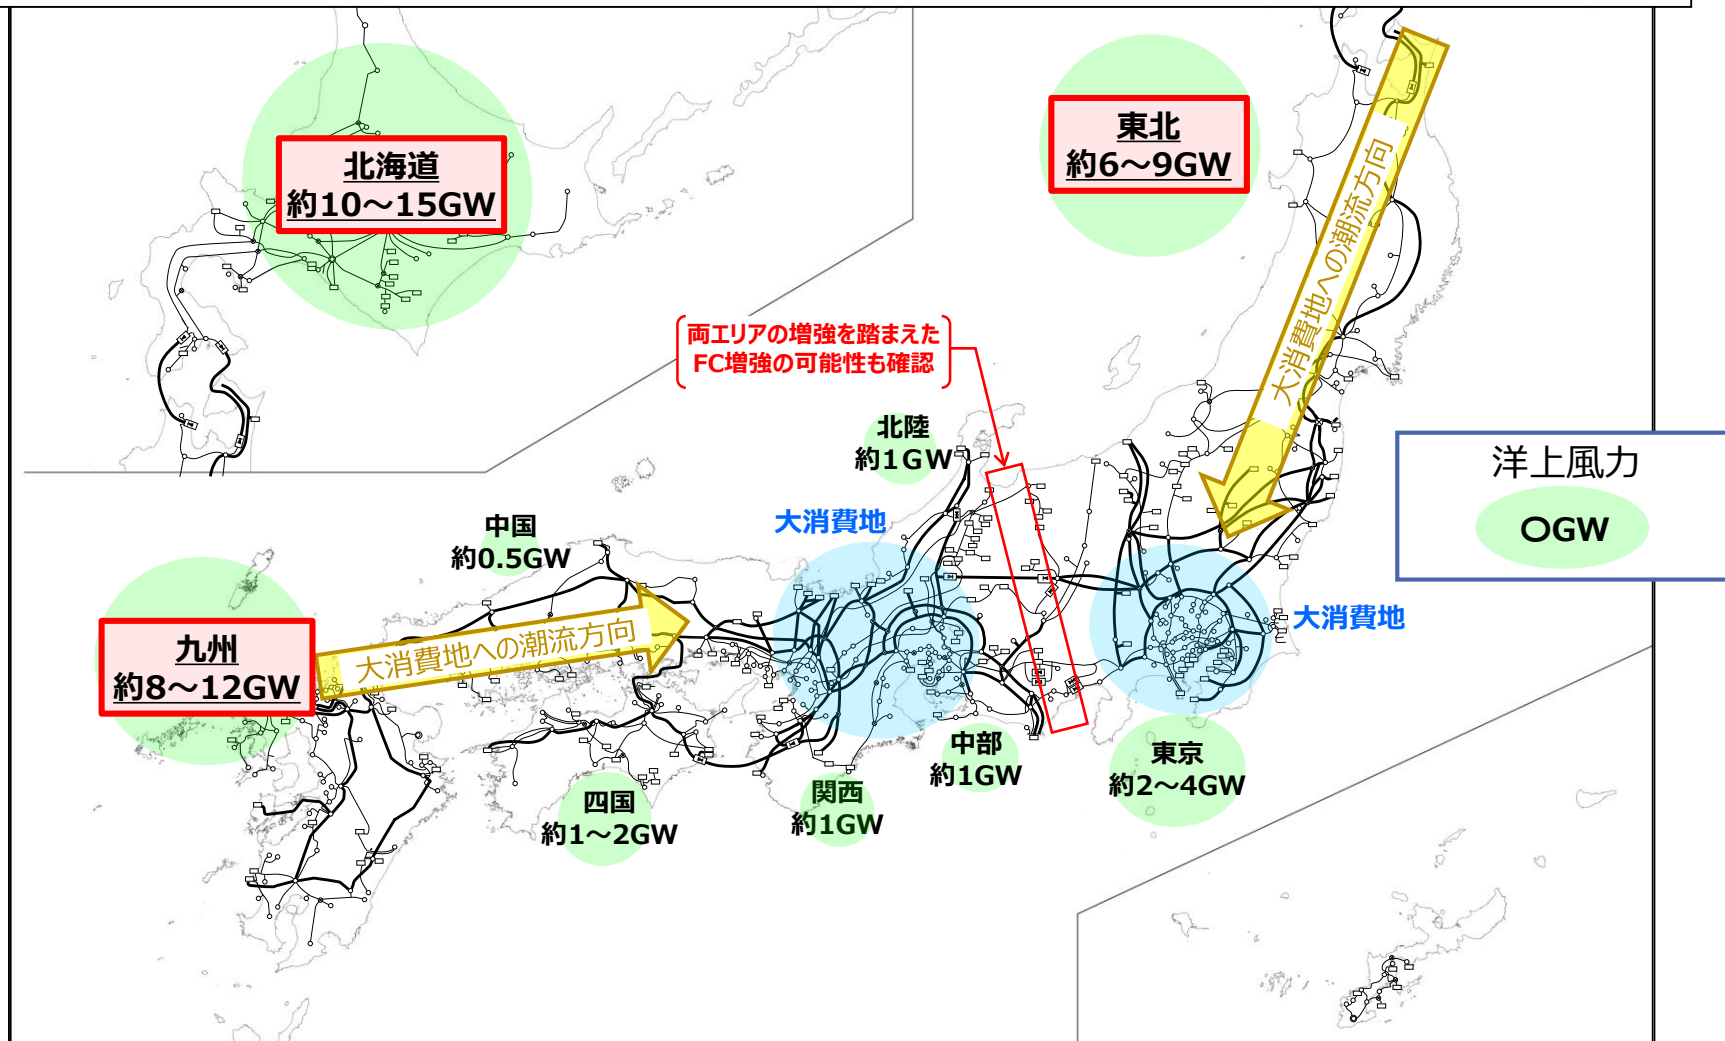 北海道
約10～15GW
東北
約6～9GW
大消費地への潮流方向
両エリアの増強を踏まえた
FC増強の可能性も確認
北陸
約1GW
洋上風力
〇GW
大消費地
中国
約0.5GW
大消費地
九州
約8～12GW
大消費地への潮流方向
中部
約1GW
東京
約2～4GW
四国
約1～2GW
関西
約1GW